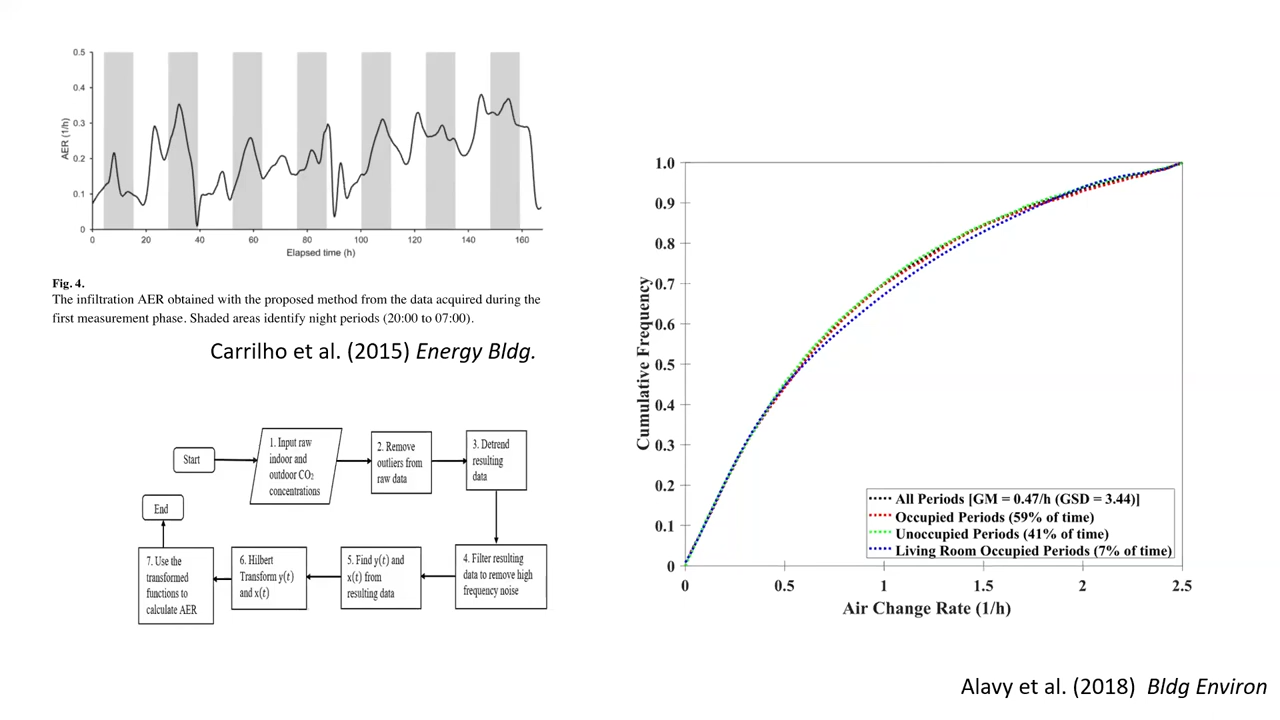 0.5
0.4
0.3
0.2
0.1
0
AER (1/h)
0 20 40 60 80 100 120 140 160
Elapsed time (h)
Fig. 4.
The infiltration AER obtained with the proposed method from the data acquired during the
first measurement phase. Shaded areas identify night periods (20:00 to 07:00).
Carrilho et al. (2015) Energy Bldg.
Start
1. Input raw
indoor and
outdoor CO₂
concentrations
2. Remove
outliers from
raw data
3. Detrend
resulting
data
4. Filter resulting
data to remove high
frequency noise
5. Find y(t) and
x(t) from
resulting data
6. Hilbert
Transform y(t)
and x(t)
7. Use the
transformed
functions to
calculate AER
End
1.0
0.9
0.8
0.7
0.6
0.5
0.4
0.3
0.2
0.1
0
Cumulative Frequency
All Periods [GM = 0.47/h (GSD = 3.44)]
Occupied Periods (59% of time)
Unoccupied Periods (41% of time)
Living Room Occupied Periods (7% of time)
0 0.5 1 1.5 2 2.5
Air Change Rate (1/h)
Alavy et al. (2018) Bldg Environ